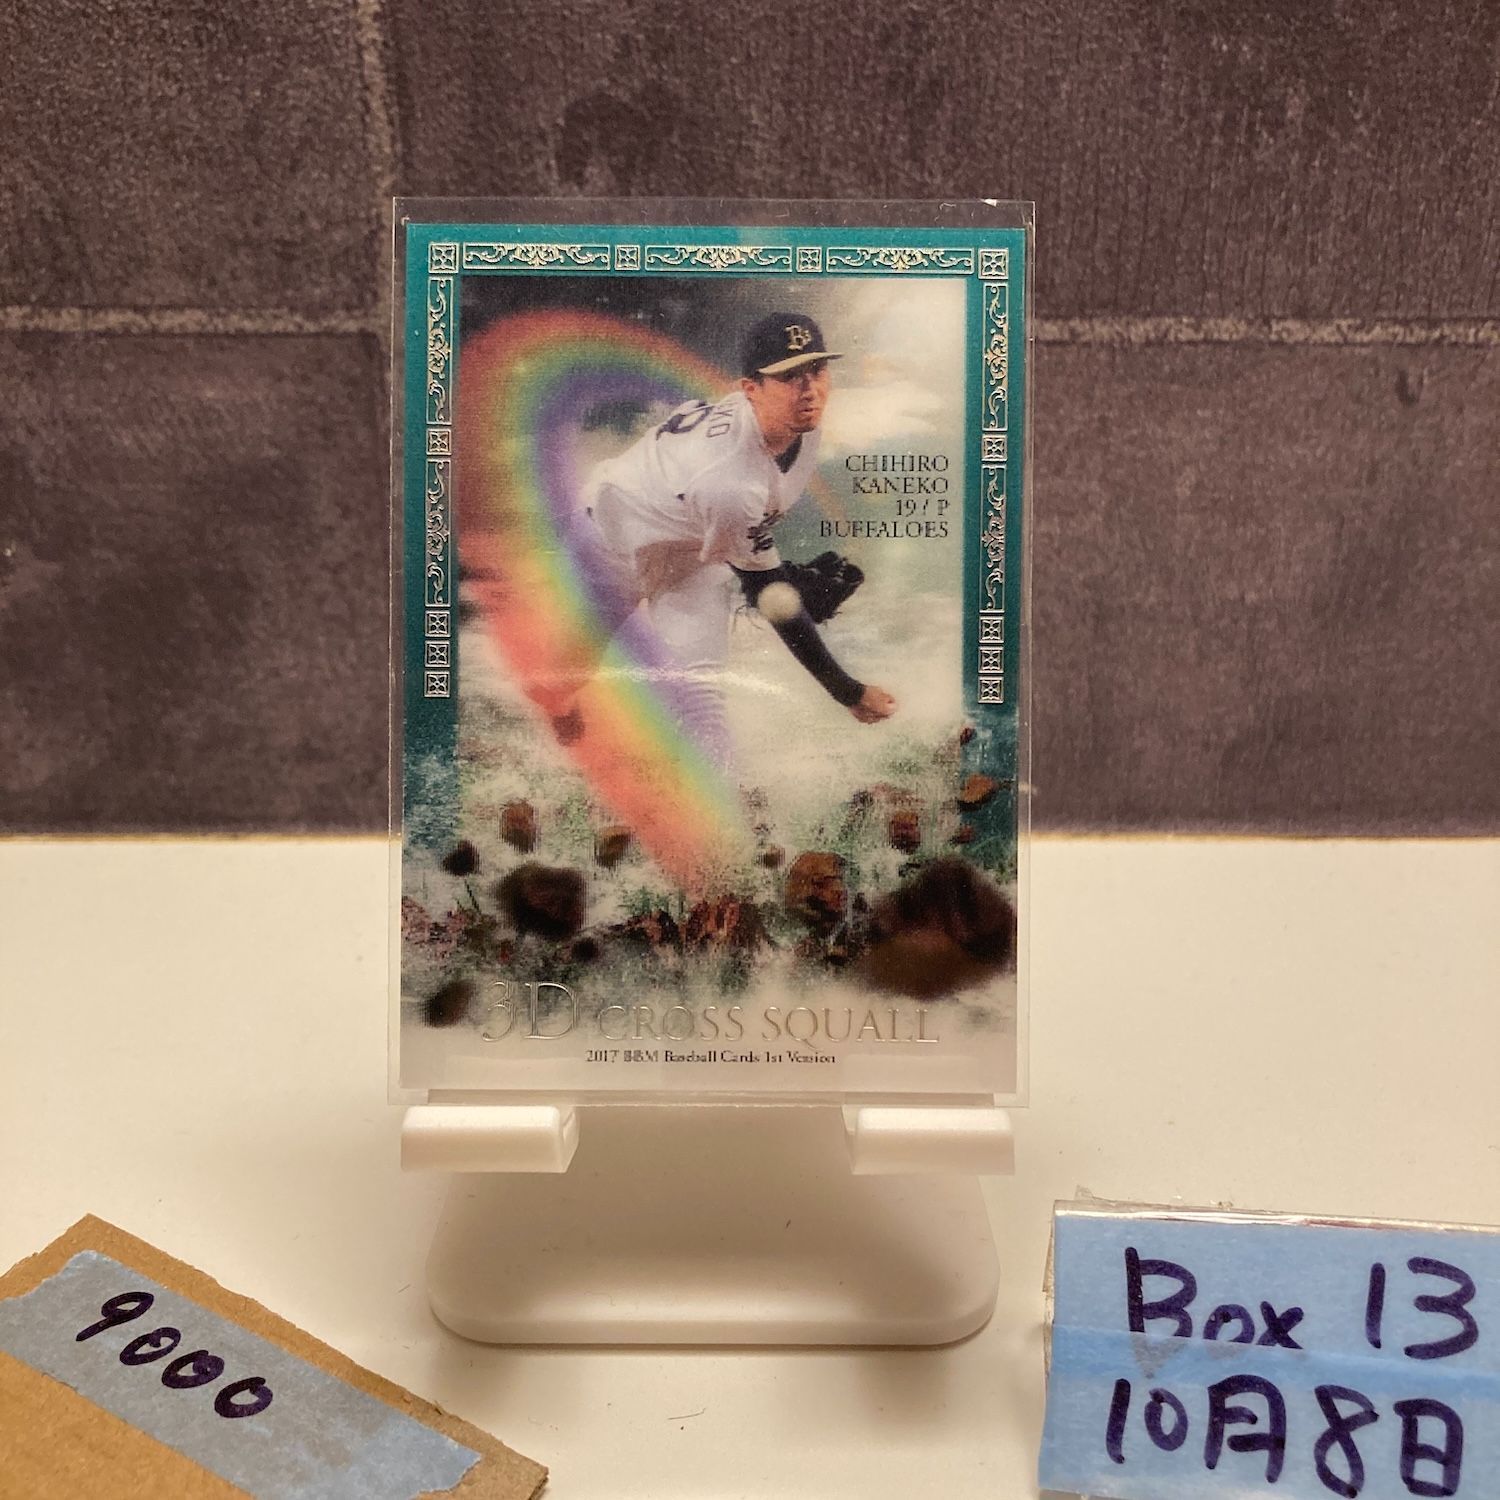 Bs
CHIHIRO
KANEKO
19 / P
BUFFALOES
3D CROSS SQUALL
2017 BBM Baseball Cards 1st Version
9000
Box 13
10月8日